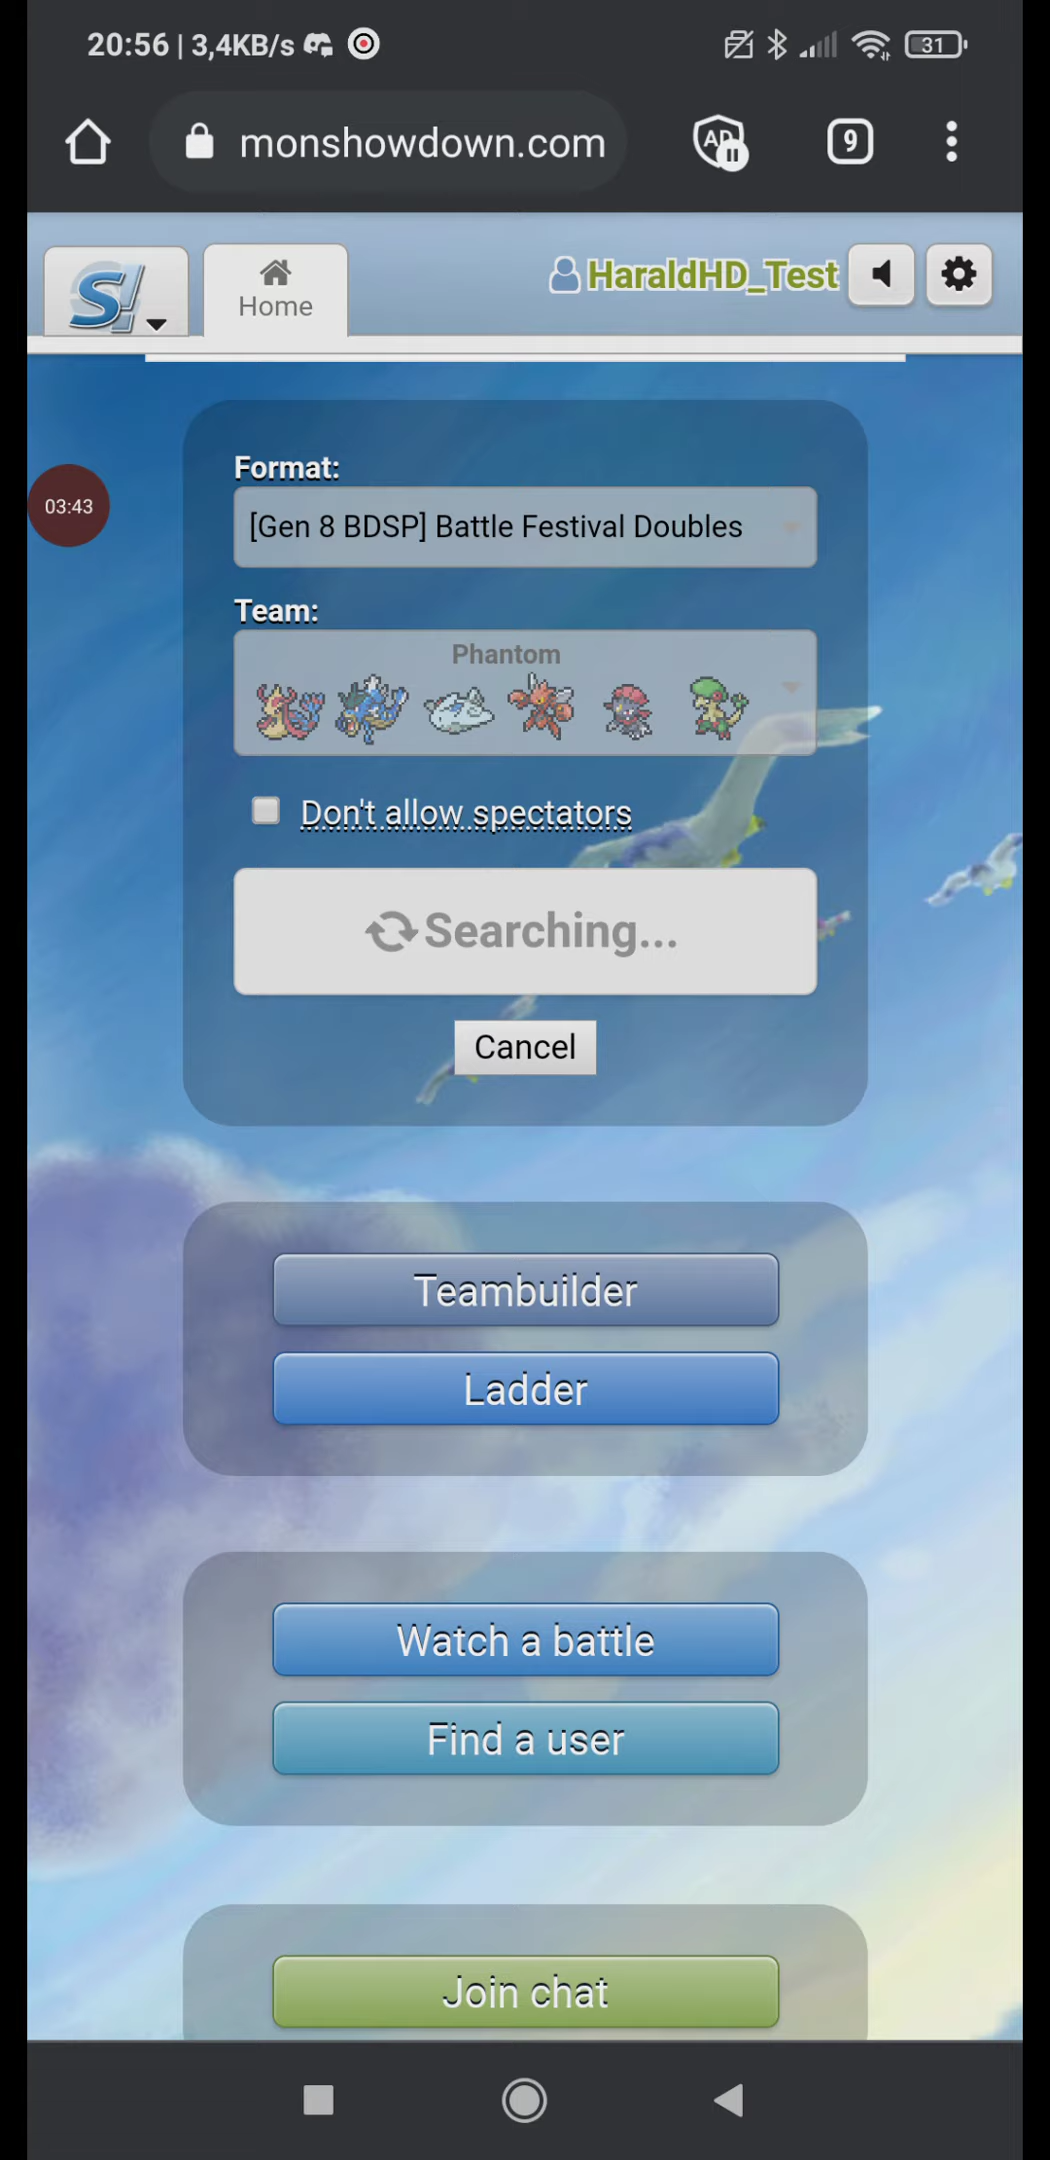 20:56 | 3,4KB/s
31
monshowdown.com
AD
9
S!
Home
HaraldHD_Test
Format:
[Gen 8 BDSP] Battle Festival Doubles
03:43
Team:
Phantom
Don't allow spectators
Searching...
Cancel
Teambuilder
Ladder
Watch a battle
Find a user
Join chat